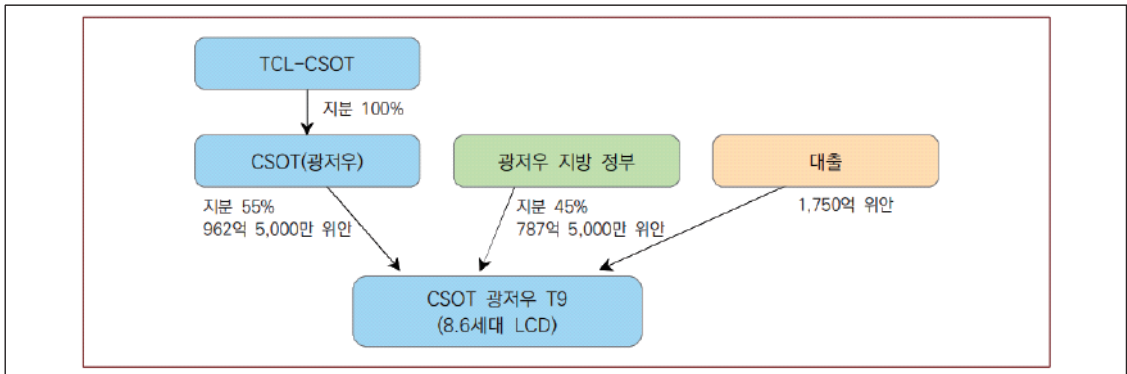 TCL-CSOT
지분 100%
CSOT(광저우)
광저우 지방 정부
대출
지분 55%
962억 5,000만 위안
지분 45%
787억 5,000만 위안
1,750억 위안
CSOT 광저우 T9
(8.6세대 LCD)